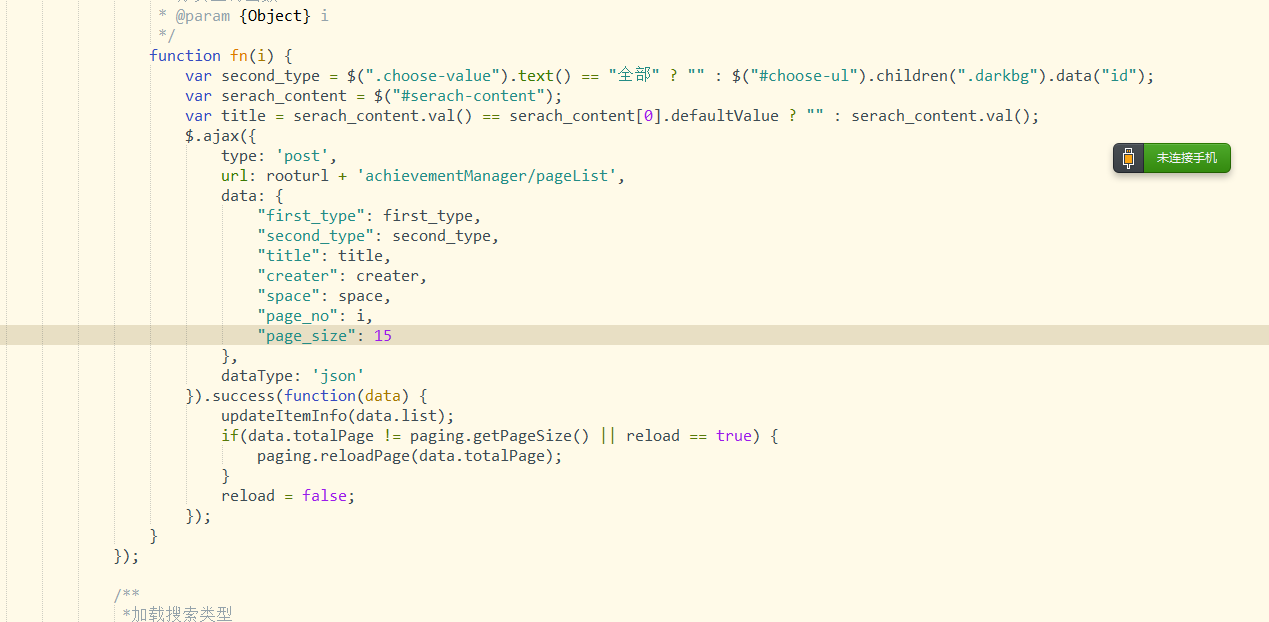 * @param {Object} i
*/
function fn(i) {
var second_type = $(".choose-value").text() == "全部" ? "" : $("#choose-ul").children(".darkbg").data("id");
var serach_content = $("#serach-content");
var title = serach_content.val() == serach_content[0].defaultValue ? "" : serach_content.val();
$.ajax({
type: 'post',
未连接手机
url: rooturl + 'achievementManager/pageList',
data: {
"first_type": first_type,
"second_type": second_type,
"title": title,
"creater": creater,
"space": space,
"page_no": i,
"page_size": 15
},
dataType: 'json'
}).success(function(data) {
updateItemInfo(data.list);
if(data.totalPage != paging.getPageSize() || reload == true) {
paging.reloadPage(data.totalPage);
}
reload = false;
});
}
});
/**
*加载搜索类型